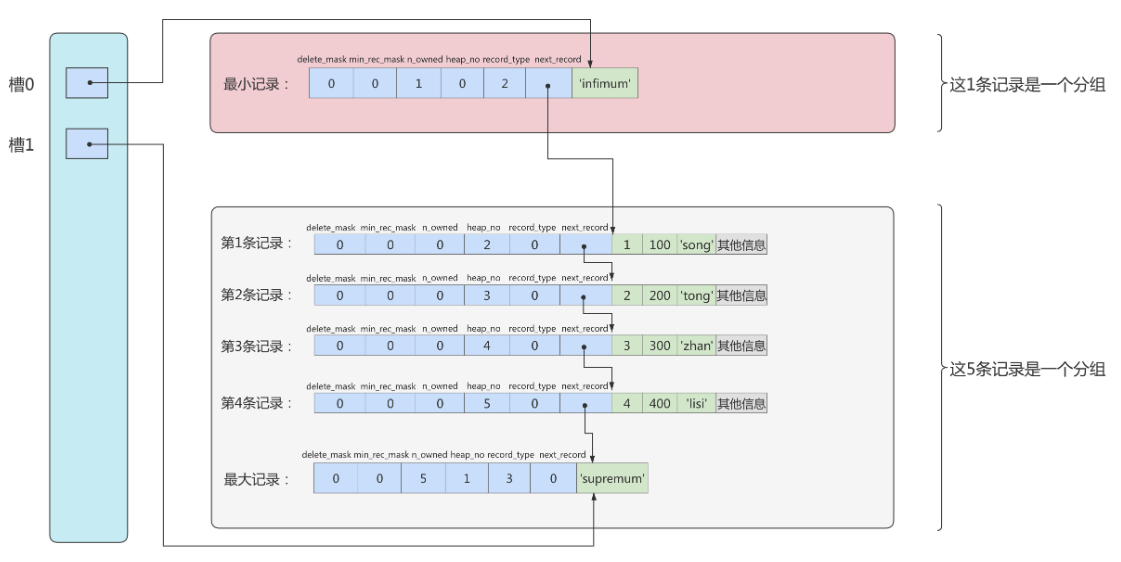 槽0
槽1
delete_mask min_rec_mask n_owned heap_no record_type next_record
最小记录： 0 0 1 0 2 'infimum'
这1条记录是一个分组
delete_mask min_rec_mask n_owned heap_no record_type next_record
第1条记录： 0 0 0 2 0 1 100 'song' 其他信息
delete_mask min_rec_mask n_owned heap_no record_type next_record
第2条记录： 0 0 0 3 0 2 200 'tong' 其他信息
delete_mask min_rec_mask n_owned heap_no record_type next_record
第3条记录： 0 0 0 4 0 3 300 'zhan' 其他信息
delete_mask min_rec_mask n_owned heap_no record_type next_record
第4条记录： 0 0 0 5 0 4 400 'lisi' 其他信息
delete_mask min_rec_mask n_owned heap_no record_type next_record
最大记录： 0 0 5 1 3 0 'supremum'
这5条记录是一个分组